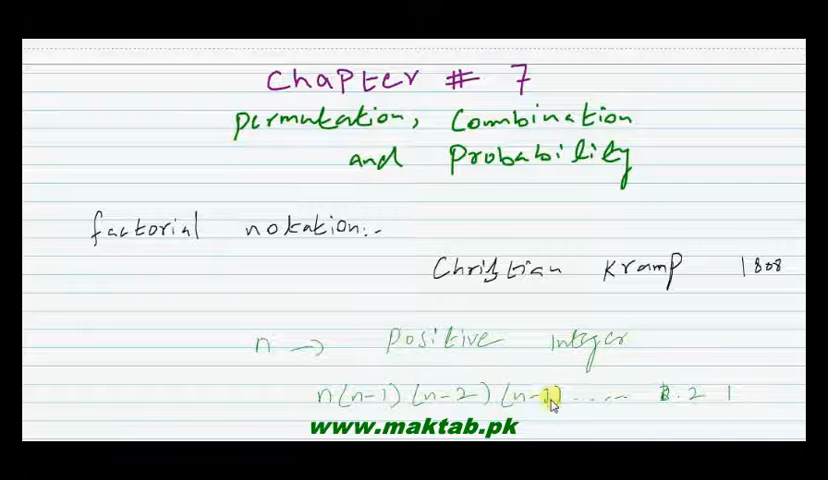 Chapter # 7
Permutation, Combination
and Probability
factorial notation:-
Christian Kramp 1808
n → Positive Integer
n(n-1)(n-2)(n-3)..... 3.2 1
www.maktab.pk